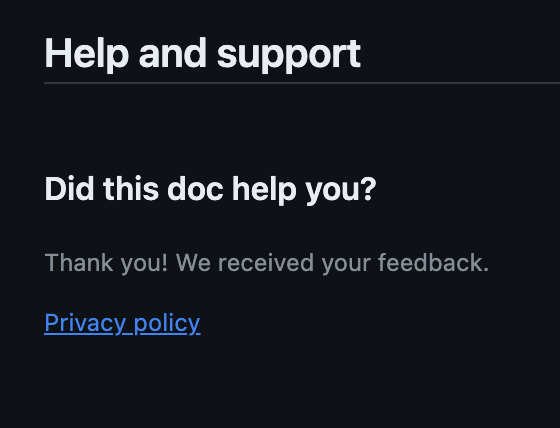 Help and support
Did this doc help you?
Thank you! We received your feedback.
Privacy policy